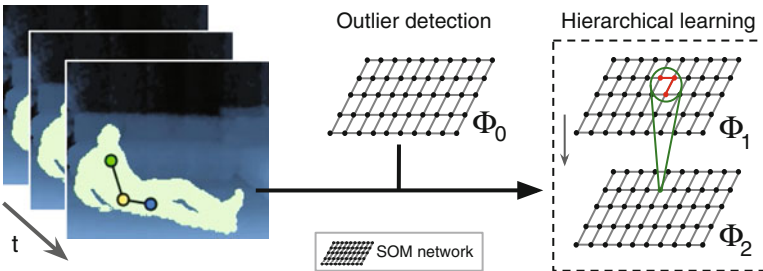 Outlier detection
Hierarchical learning
Φ0
Φ1
Φ2
t
SOM network